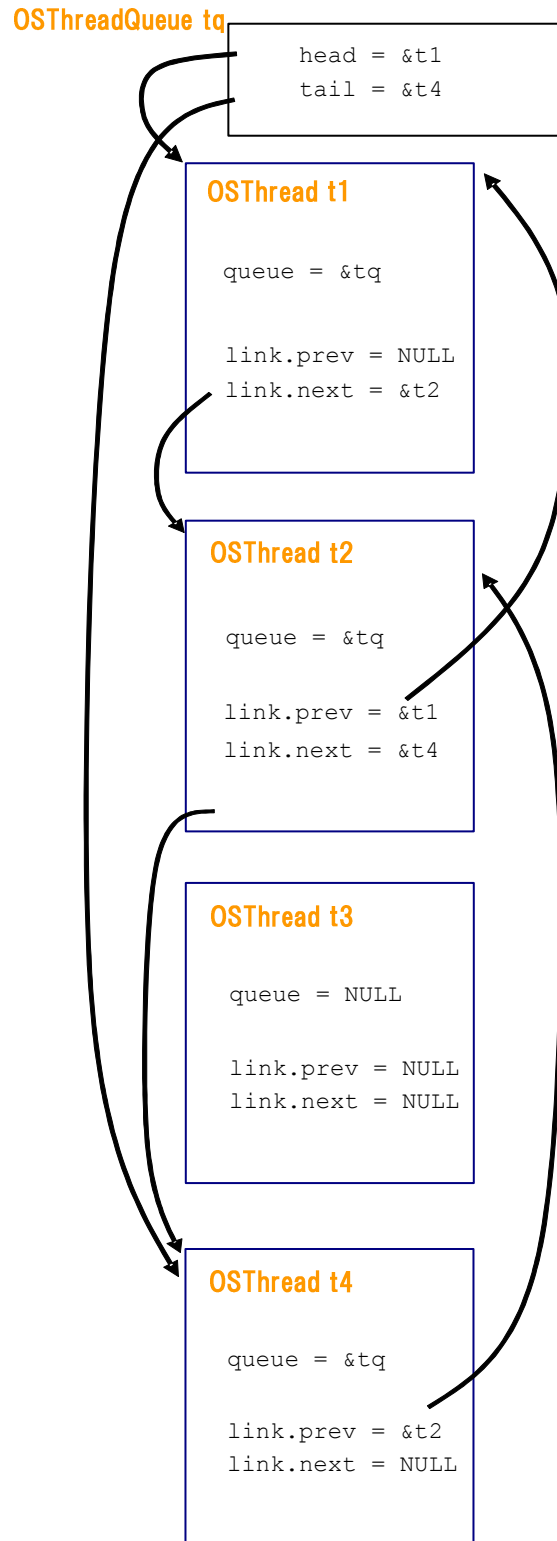 OSThreadQueue tq
head = &t1
tail = &t4
OSThread t1
queue = &tq
link.prev = NULL
link.next = &t2
OSThread t2
queue = &tq
link.prev = &t1
link.next = &t4
OSThread t3
queue = NULL
link.prev = NULL
link.next = NULL
OSThread t4
queue = &tq
link.prev = &t2
link.next = NULL